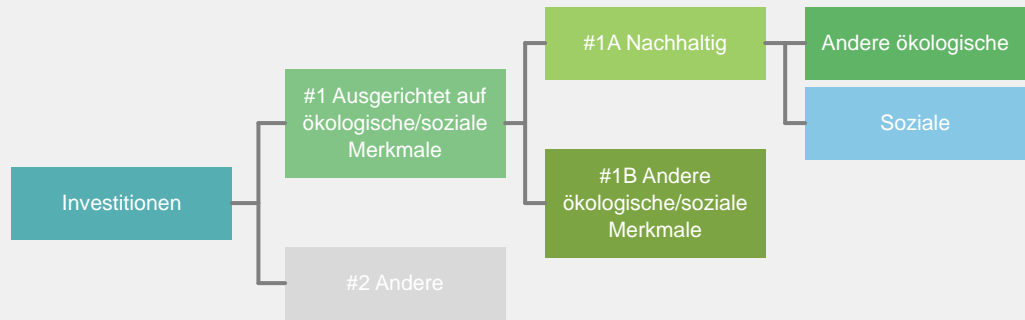 #1A Nachhaltig
Andere ökologische
#1 Ausgerichtet auf
ökologische/soziale
Merkmale
Soziale
Investitionen
#1B Andere
ökologische/soziale
Merkmale
#2 Andere